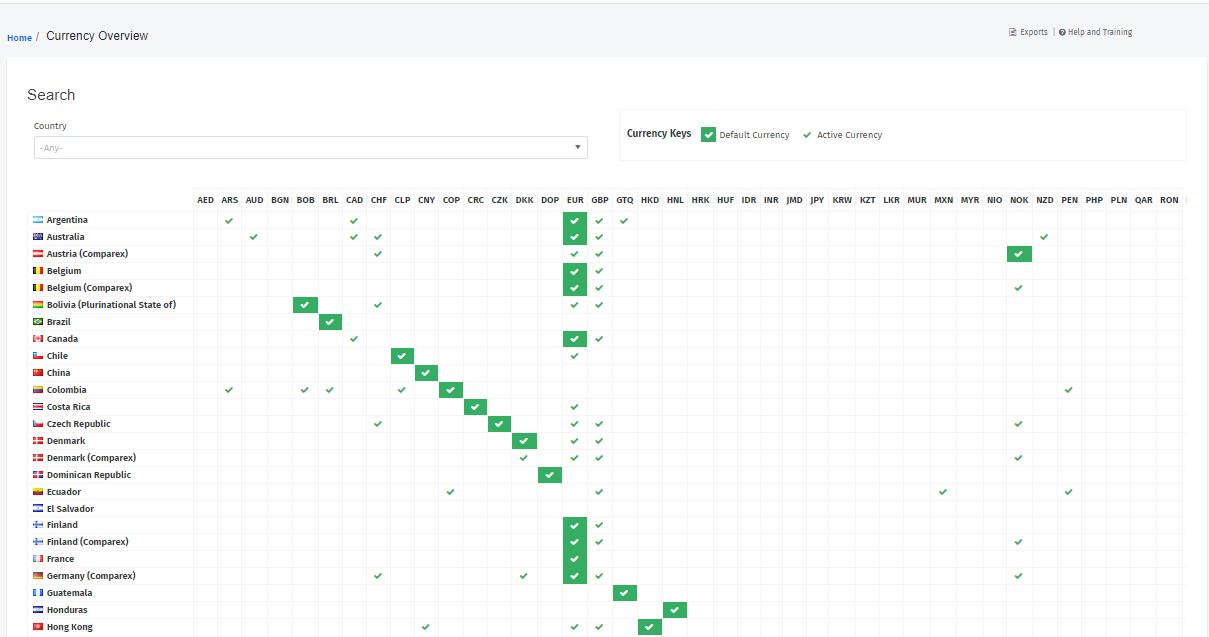 Home / Currency Overview
Exports | Help and Training
Search
Country
-Any-
Currency Keys Default Currency Active Currency
AED ARS AUD BGN BOB BRL CAD CHF CLP CNY COP CRC CZK DKK DOP EUR GBP GTQ HKD HNL HRK HUF IDR INR JMD JPY KRW KZT LKR MUR MXN MYR NIO NOK NZD PEN PHP PLN QAR RON
Argentina
Australia
Austria (Comparex)
Belgium
Belgium (Comparex)
Bolivia (Plurinational State of)
Brazil
Canada
Chile
China
Colombia
Costa Rica
Czech Republic
Denmark
Denmark (Comparex)
Dominican Republic
Ecuador
El Salvador
Finland
Finland (Comparex)
France
Germany (Comparex)
Guatemala
Honduras
Hong Kong